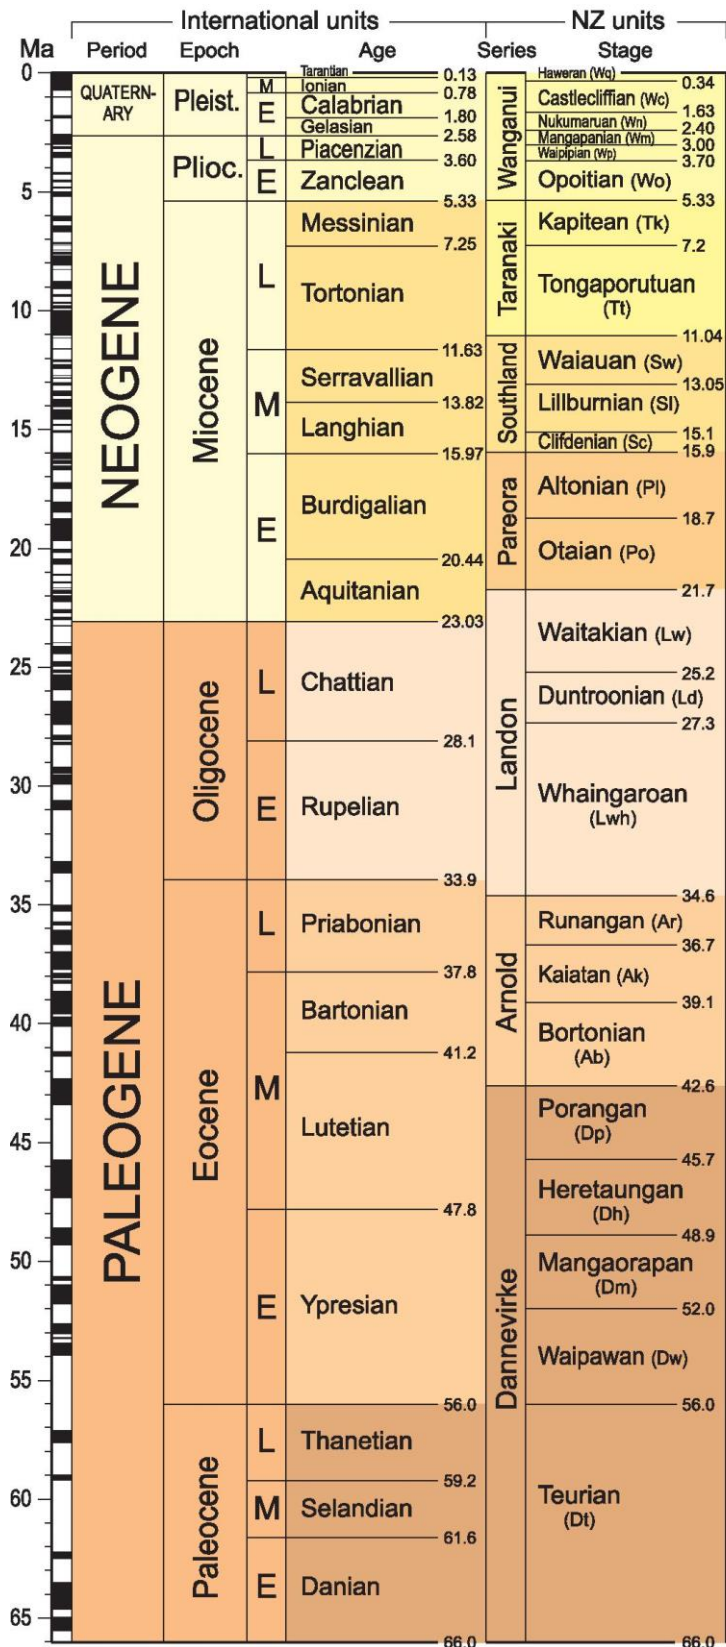 International units NZ units
Ma Period Epoch Age Series Stage
0
5
10
15
20
25
30
35
40
45
50
55
60
65
QUATERN-
ARY
NEOGENE
PALEOGENE
Pleist.
Plioc.
Miocene
Oligocene
Eocene
Paleocene
M
E
L
E
L
M
E
L
E
L
M
E
L
M
E
Tarantian
0.13
Ionian
0.78
Calabrian
1.80
Gelasian
2.58
Piacenzian
3.60
Zanclean
5.33
Messinian
7.25
Tortonian
11.63
Serravallian
13.82
Langhian
15.97
Burdigalian
20.44
Aquitanian
23.03
Chattian
28.1
Rupelian
33.9
Priabonian
37.8
Bartonian
41.2
Lutetian
47.8
Ypresian
56.0
Thanetian
59.2
Selandian
61.6
Danian
66.0
Wanganui
Taranaki
Southland
Pareora
Landon
Arnold
Dannevirke
Haweran (Wq)
0.34
Castlecliffian (Wc)
1.63
Nukumaruan (Wn)
2.40
Mangapanian (Wm)
3.00
Waipipian (Wp)
3.70
Opoitian (Wo)
5.33
Kapitean (Tk)
7.2
Tongaporutuan
(Tt)
11.04
Waiauan (Sw)
13.05
Lillburnian (Sl)
15.1
Clifdenian (Sc)
15.9
Altonian (Pl)
18.7
Otaian (Po)
21.7
Waitakian (Lw)
25.2
Duntroonian (Ld)
27.3
Whaingaroan
(Lwh)
34.6
Runangan (Ar)
36.7
Kaiatan (Ak)
39.1
Bortonian
(Ab)
42.6
Porangan
(Dp)
45.7
Heretaungan
(Dh)
48.9
Mangaorapan
(Dm)
52.0
Waipawan (Dw)
56.0
Teurian
(Dt)
66.0